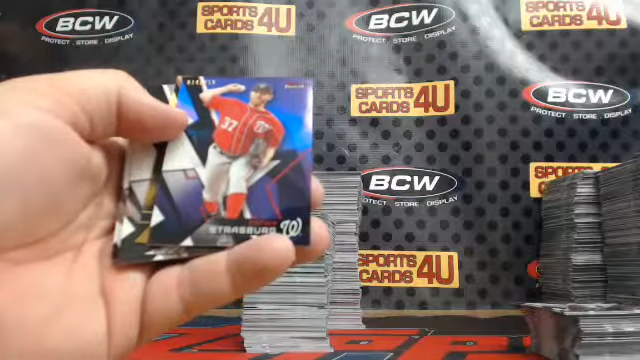 BCW
PROTECT . STORE . DISPLAY
SPORTS
CARDS 4U
BCW
PROTECT . STORE . DISPLAY
SPORTS
CARDS 4U
SPORTS
CARDS 4U
BCW
PROTECT . STORE . DISPLAY
37
STRASBURG W
BCW
PROTECT . STORE . DISPLAY
SPORTS
CARDS 4U
SPORTS
CARDS 4U